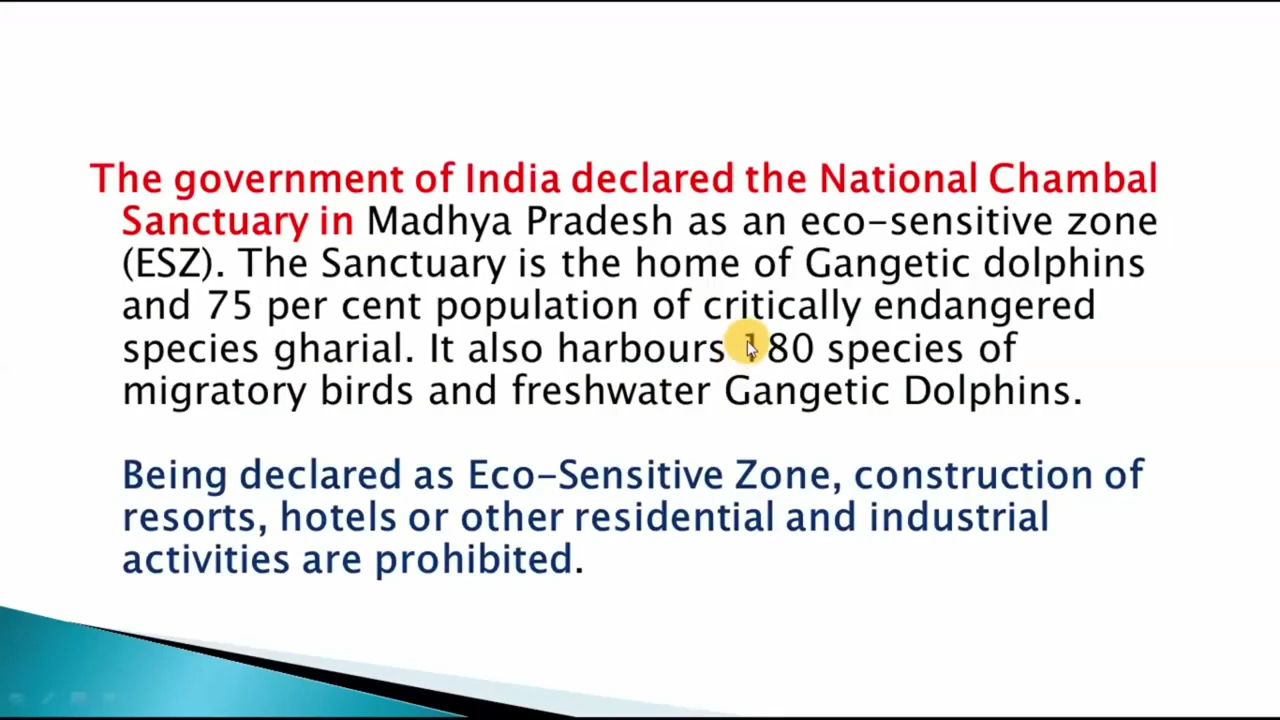 The government of India declared the National Chambal
Sanctuary in Madhya Pradesh as an eco-sensitive zone
(ESZ). The Sanctuary is the home of Gangetic dolphins
and 75 per cent population of critically endangered
species gharial. It also harbours 180 species of
migratory birds and freshwater Gangetic Dolphins.
Being declared as Eco-Sensitive Zone, construction of
resorts, hotels or other residential and industrial
activities are prohibited.